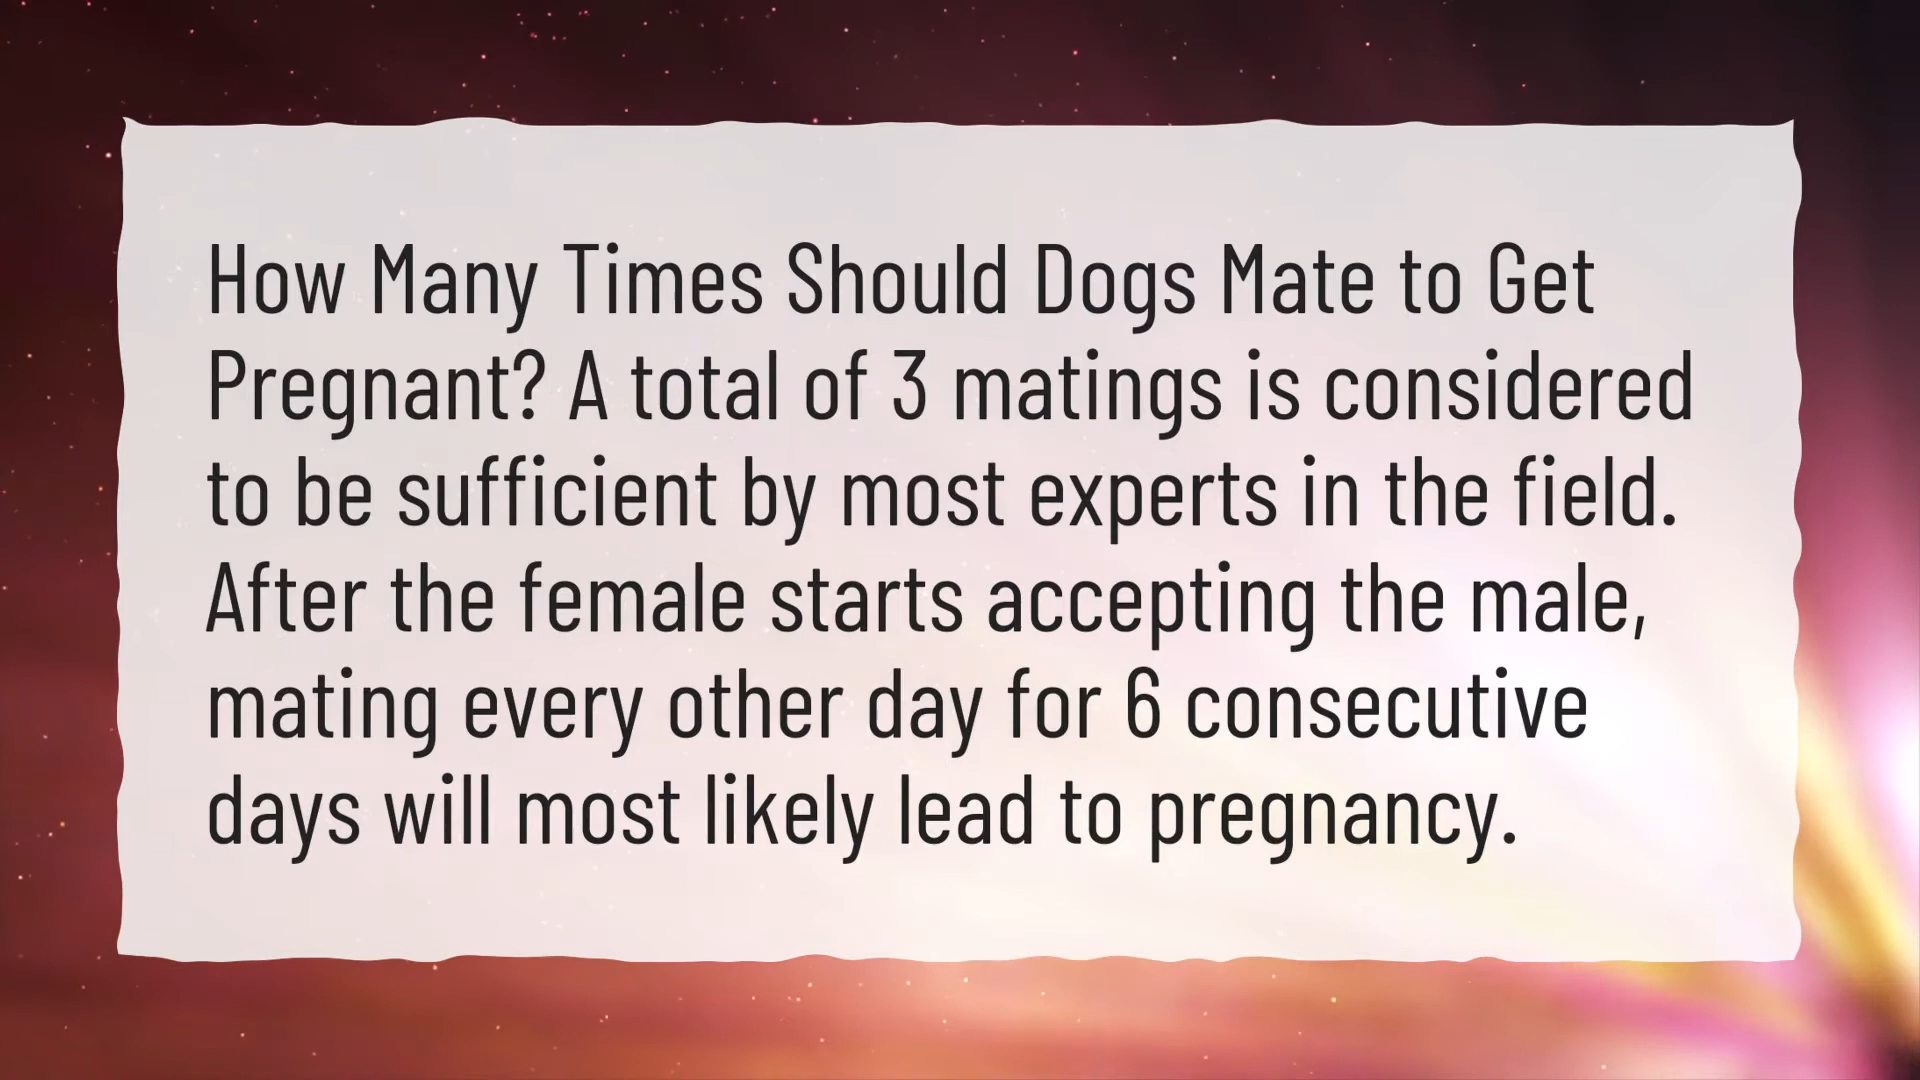 How Many Times Should Dogs Mate to Get
Pregnant? A total of 3 matings is considered
to be sufficient by most experts in the field.
After the female starts accepting the male,
mating every other day for 6 consecutive
days will most likely lead to pregnancy.